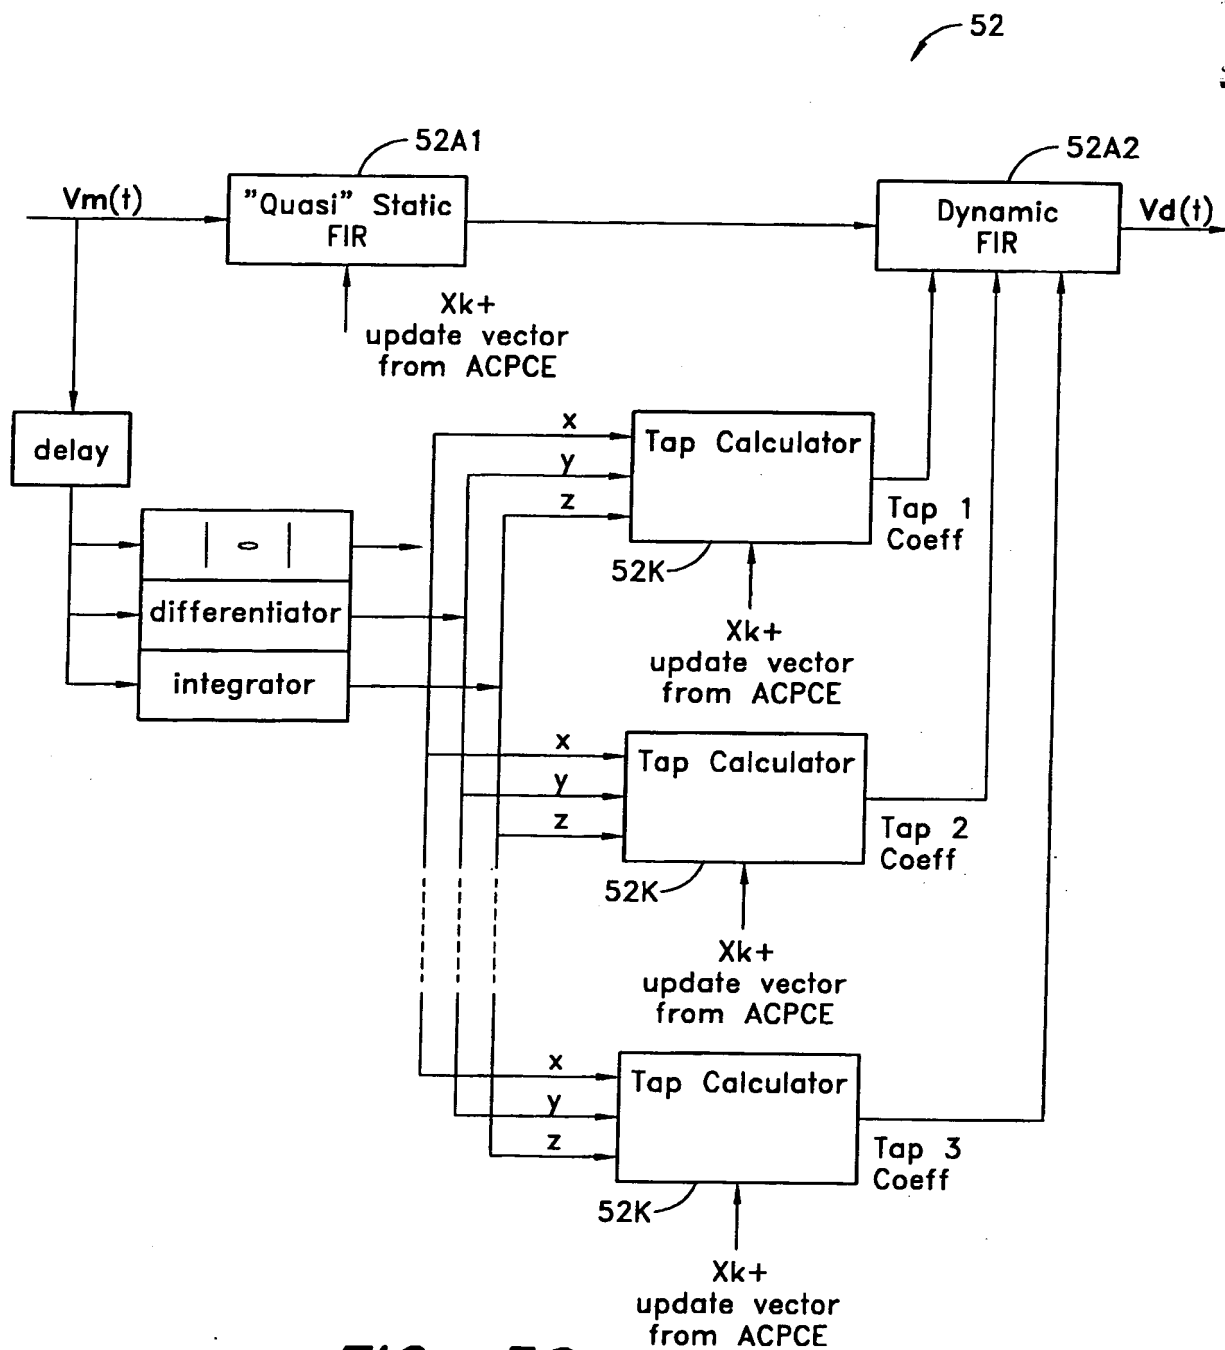 52
52A1
52A2
Vm(t)
"Quasi" Static
FIR
Dynamic
FIR
Vd(t)
Xk+
update vector
from ACPCE
delay
x
y
z
Tap Calculator
Tap 1
Coeff
52K
differentiator
integrator
Xk+
update vector
from ACPCE
x
y
z
Tap Calculator
Tap 2
Coeff
52K
Xk+
update vector
from ACPCE
x
y
z
Tap Calculator
Tap 3
Coeff
52K
Xk+
update vector
from ACPCE